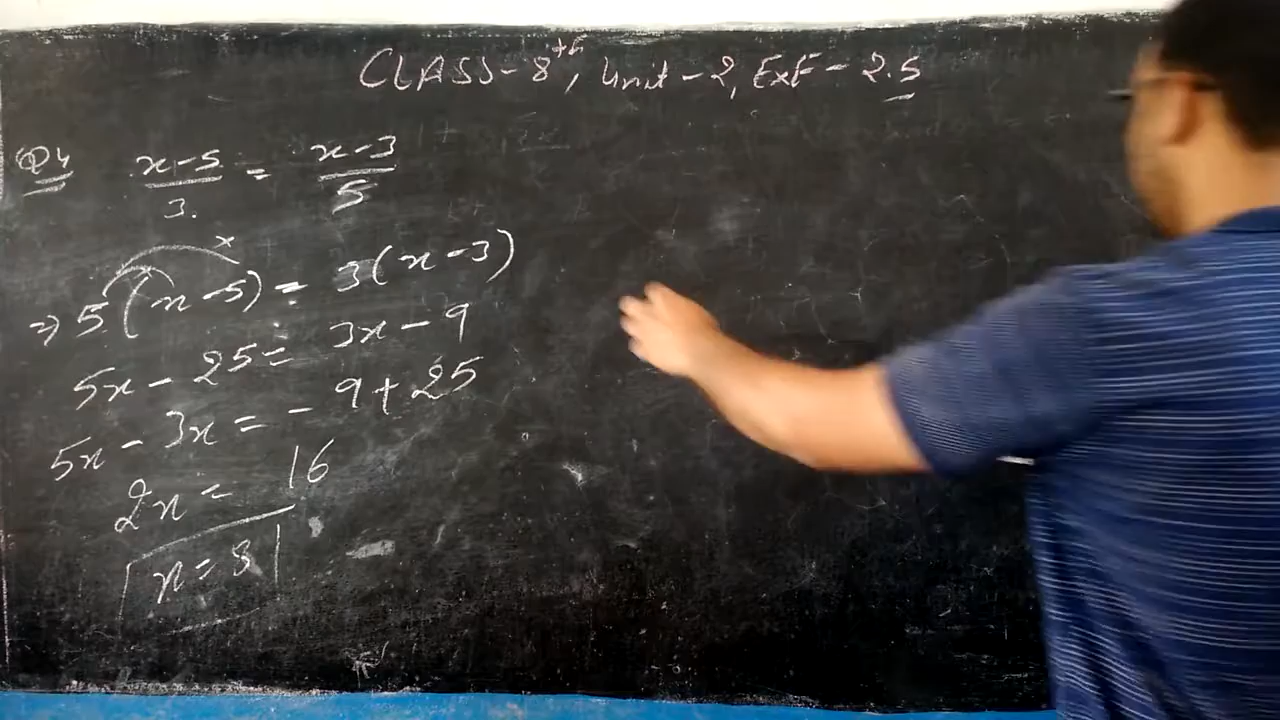 CLASS-8th, Unit-2, ExE-2.5
Q4 x-5/3. = x-3/5
=> 5(x-5) = 3(x-3)
5x-25 = 3x-9
5x-3x = -9+25
2x = 16
x = 8